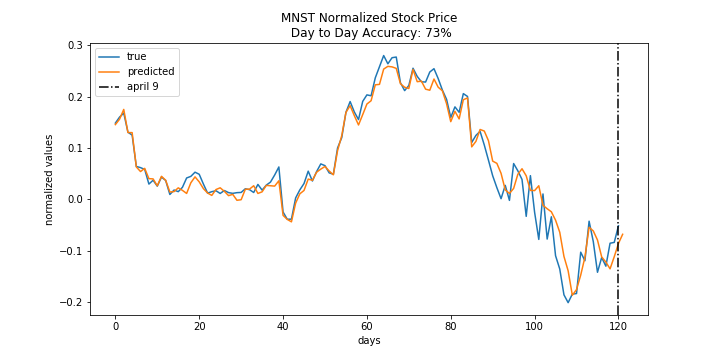 MNST Normalized Stock Price
Day to Day Accuracy: 73%
true
predicted
april 9
normalized values
0.3
0.2
0.1
0.0
−0.1
−0.2
0 20 40 60 80 100 120
days